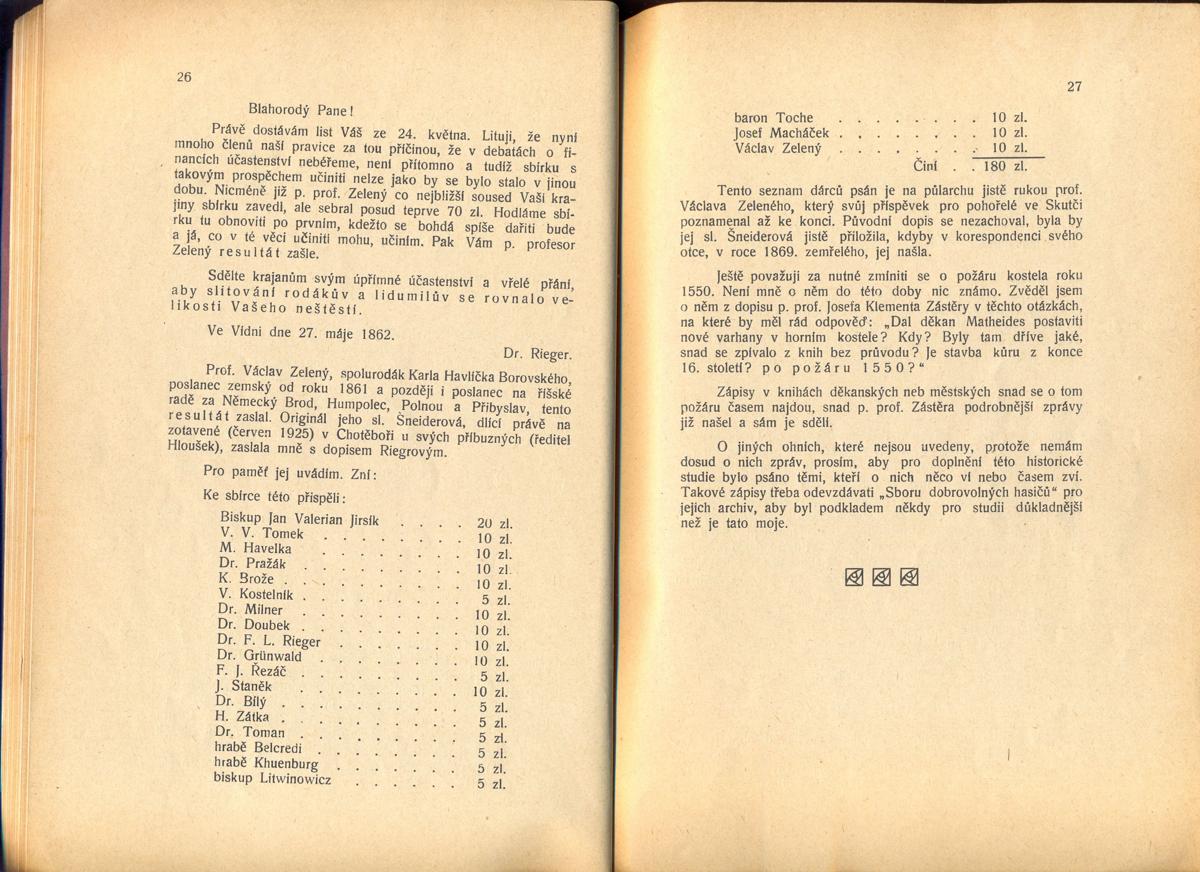 26
Blahorodý Pane!
Právě dostávám list Váš ze 24. května. Lituji, že nyní
mnoho členů naší pravice za tou příčinou, že v debatách o fi-
nancích účastenství nebéřeme, není přítomno a tudíž sbírku s
takovým prospěchem učiniti nelze jako by se bylo stalo v jinou
dobu. Nicméně již p. prof. Zelený co nejbližší soused Vaší kra-
jiny sbírku zavedl, ale sebral posud teprve 70 zl. Hodláme sbí-
rku tu obnoviti po prvním, kdežto se bohdá spíše dařiti bude
a já, co v té věci učiniti mohu, učiním. Pak Vám p. profesor
Zelený resultát zašle.
Sdělte krajanům svým úpřímné účastenství a vřelé přání,
aby slitování rodákův a lidumilův se rovnalo ve-
likosti Vašeho neštěstí.
Ve Vídni dne 27. máje 1862.
Dr. Rieger.
Prof. Václav Zelený, spolurodák Karla Havlíčka Borovského,
poslanec zemský od roku 1861 a později i poslanec na říšské
radě za Německý Brod, Humpolec, Polnou a Přibyslav, tento
resultát zaslal. Originál jeho sl. Šneiderová, dlící právě na
zotavené (červen 1925) v Chotěboři u svých příbuzných (ředitel
Hloušek), zaslala mně s dopisem Riegrovým.
Pro paměť jej uvádím. Zní:
Ke sbírce této přispěli:
Biskup Jan Valerian Jirsík . . . . 20 zl.
V. V. Tomek . . . . . . . . 10 zl.
M. Havelka . . . . . . . . 10 zl.
Dr. Pražák . . . . . . . . 10 zl.
K. Brože . . . . . . . . . 10 zl.
V. Kostelník . . . . . . . . 5 zl.
Dr. Milner . . . . . . . . 10 zl.
Dr. Doubek . . . . . . . . 10 zl.
Dr. F. L. Rieger . . . . . . . 10 zl.
Dr. Grünwald . . . . . . . . 10 zl.
F. J. Řezáč . . . . . . . . 5 zl.
J. Staněk . . . . . . . . 10 zl.
Dr. Bílý . . . . . . . . . 5 zl.
H. Zátka . . . . . . . . . 5 zl.
Dr. Toman . . . . . . . . 5 zl.
hrabě Belcredi . . . . . . . 5 zl.
hrabě Khuenburg . . . . . . . 5 zl.
biskup Litwinowicz . . . . . . 5 zl.
27
baron Toche . . . . . . . . 10 zl.
Josef Macháček . . . . . . . . 10 zl.
Václav Zelený . . . . . . . . 10 zl.
Činí . . 180 zl.
Tento seznam dárců psán je na půlarchu jistě rukou prof.
Václava Zeleného, který svůj příspěvek pro pohořelé ve Skutči
poznamenal až ke konci. Původní dopis se nezachoval, byla by
jej sl. Šneiderová jistě přiložila, kdyby v korespondenci svého
otce, v roce 1869. zemřelého, jej našla.
Ještě považuji za nutné zmíniti se o požáru kostela roku
1550. Není mně o něm do této doby nic známo. Zvěděl jsem
o něm z dopisu p. prof. Josefa Klementa Zástěry v těchto otázkách,
na které by měl rád odpověď: „Dal děkan Matheides postaviti
nové varhany v horním kostele? Kdy? Byly tam dříve jaké,
snad se zpívalo z knih bez průvodu? Je stavba kůru z konce
16. století? po požáru 1550?“
Zápisy v knihách děkanských neb městských snad se o tom
požáru časem najdou, snad p. prof. Zástěra podrobnější zprávy
již našel a sám je sdělí.
O jiných ohních, které nejsou uvedeny, protože nemám
dosud o nich zpráv, prosím, aby pro doplnění této historické
studie bylo psáno těmi, kteří o nich něco ví nebo časem zví.
Takové zápisy třeba odevzdávati „Sboru dobrovolných hasičů“ pro
jejich archiv, aby byl podkladem někdy pro studii důkladnější
než je tato moje.